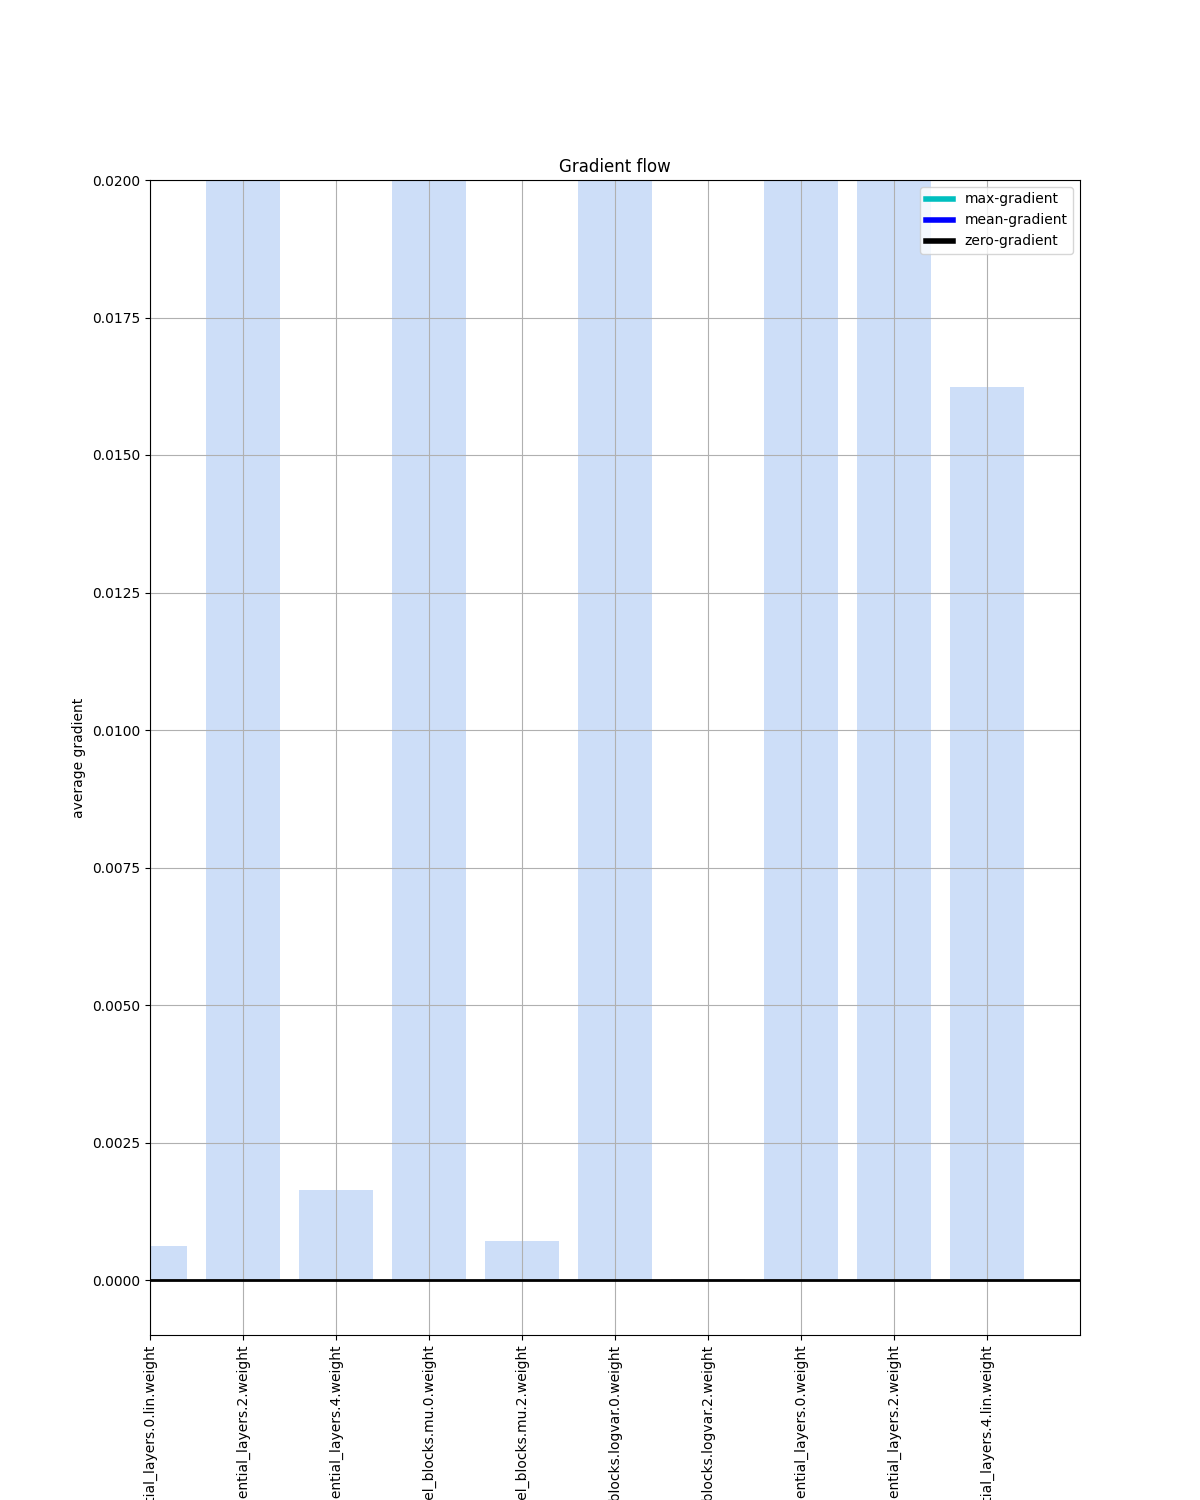 Gradient flow
max-gradient
mean-gradient
zero-gradient
0.0200
0.0175
0.0150
0.0125
0.0100
0.0075
0.0050
0.0025
0.0000
average gradient
tial_layers.0.lin.weight
ential_layers.2.weight
ential_layers.4.weight
el_blocks.mu.0.weight
el_blocks.mu.2.weight
blocks.logvar.0.weight
blocks.logvar.2.weight
ential_layers.0.weight
ential_layers.2.weight
tial_layers.4.lin.weight